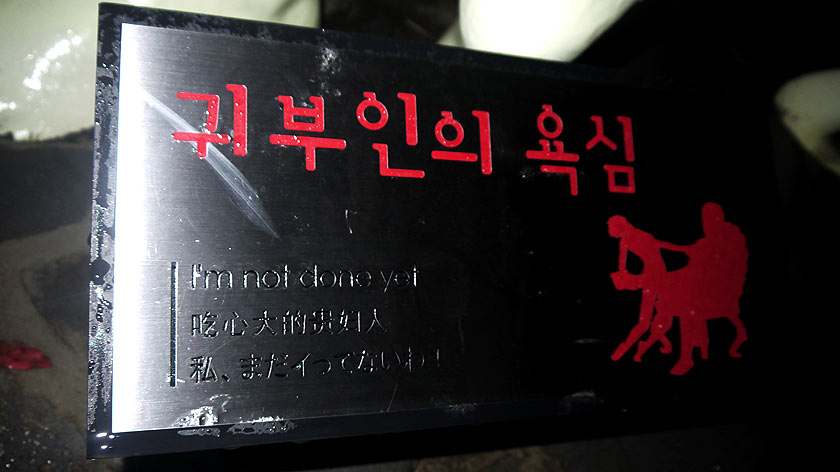 귀부인의 욕심
I'm not done yet
吃心大的贵妇人
私、まだイってないわ！